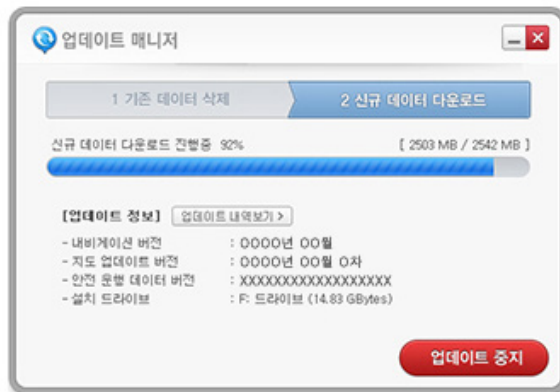 업데이트 매니저
1 기존 데이터 삭제
2 신규 데이터 다운로드
신규 데이터 다운로드 진행중 92% [ 2503 MB / 2542 MB ]
[업데이트 정보] 업데이트 내역보기 >
- 내비게이션 버전 : 0000년 00월
- 지도 업데이트 버전 : 0000년 00월 0차
- 안전 운행 데이터 버전 : XXXXXXXXXXXXXXXXXX
- 설치 드라이브 : F: 드라이브 (14.83 GBytes)
업데이트 중지